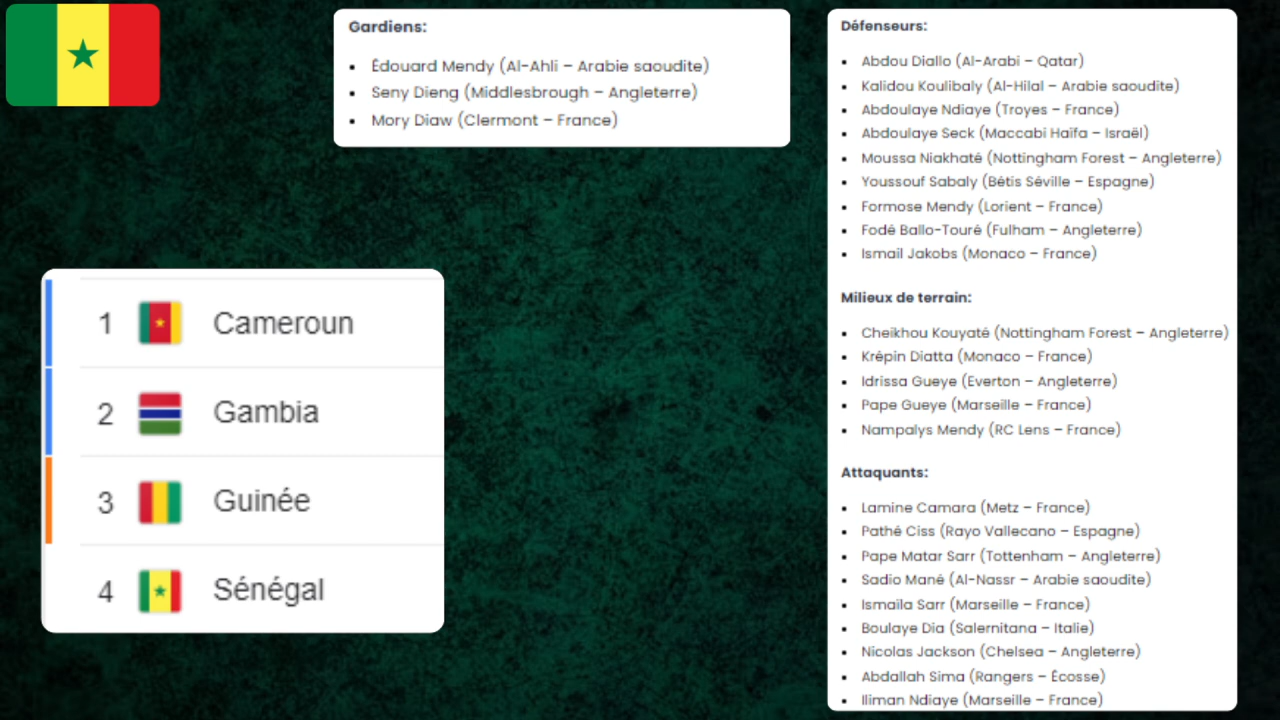 Gardiens:
Édouard Mendy (Al-Ahli – Arabie saoudite)
Seny Dieng (Middlesbrough – Angleterre)
Mory Diaw (Clermont – France)
1 Cameroun
2 Gambia
3 Guinée
4 Sénégal
Défenseurs:
Abdou Diallo (Al-Arabi – Qatar)
Kalidou Koulibaly (Al-Hilal – Arabie saoudite)
Abdoulaye Ndiaye (Troyes – France)
Abdoulaye Seck (Maccabi Haïfa – Israël)
Moussa Niakhaté (Nottingham Forest – Angleterre)
Youssouf Sabaly (Bétis Séville – Espagne)
Formose Mendy (Lorient – France)
Fodé Ballo-Touré (Fulham – Angleterre)
Ismail Jakobs (Monaco – France)
Milieux de terrain:
Cheikhou Kouyaté (Nottingham Forest – Angleterre)
Krépin Diatta (Monaco – France)
Idrissa Gueye (Everton – Angleterre)
Pape Gueye (Marseille – France)
Nampalys Mendy (RC Lens – France)
Attaquants:
Lamine Camara (Metz – France)
Pathé Ciss (Rayo Vallecano – Espagne)
Pape Matar Sarr (Tottenham – Angleterre)
Sadio Mané (Al-Nassr – Arabie saoudite)
Ismaïla Sarr (Marseille – France)
Boulaye Dia (Salernitana – Italie)
Nicolas Jackson (Chelsea – Angleterre)
Abdallah Sima (Rangers – Écosse)
Iliman Ndiaye (Marseille – France)